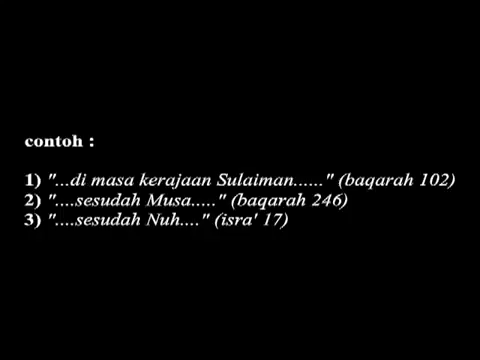 contoh :
1) "...di masa kerajaan Sulaiman......" (baqarah 102)
2) "....sesudah Musa....." (baqarah 246)
3) "....sesudah Nuh...." (isra' 17)